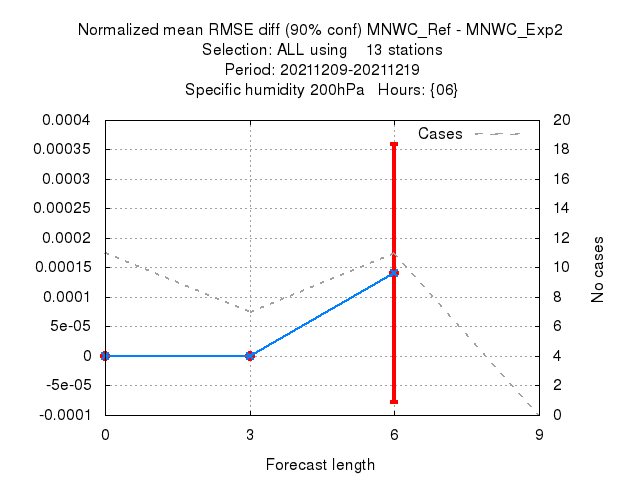 Normalized mean RMSE diff (90% conf) MNWC_Ref - MNWC_Exp2
Selection: ALL using    13 stations
Period: 20211209-20211219
Specific humidity 200hPa   Hours: {06}
Cases
0.0004
0.00035
0.0003
0.00025
0.0002
0.00015
0.0001
5e-05
0
-5e-05
-0.0001
20
18
16
14
12
10
8
6
4
2
0
No cases
0 3 6 9
Forecast length